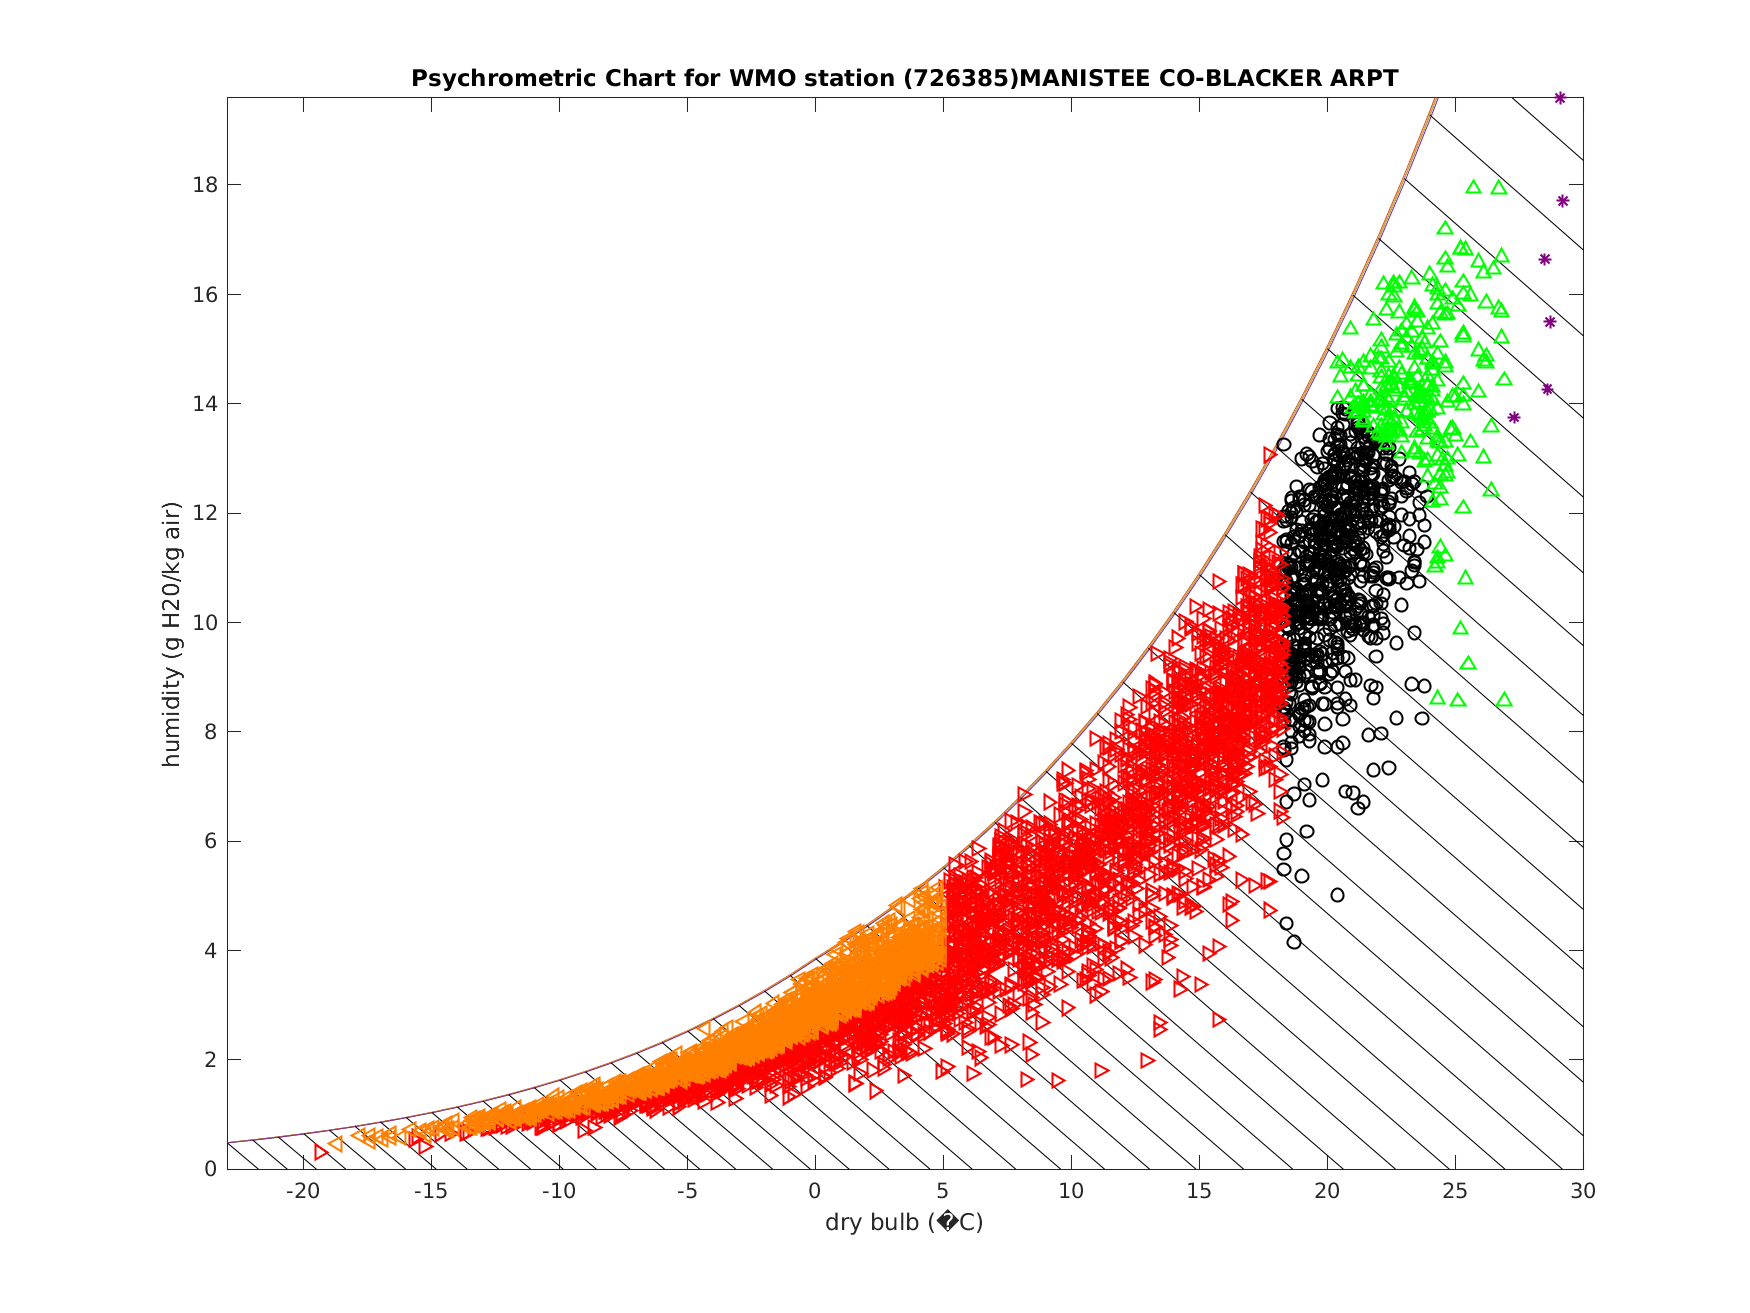 Psychrometric Chart for WMO station (726385)MANISTEE CO-BLACKER ARPT
humidity (g H20/kg air)
18
16
14
12
10
8
6
4
2
0
-20 -15 -10 -5 0 5 10 15 20 25 30
dry bulb (�C)